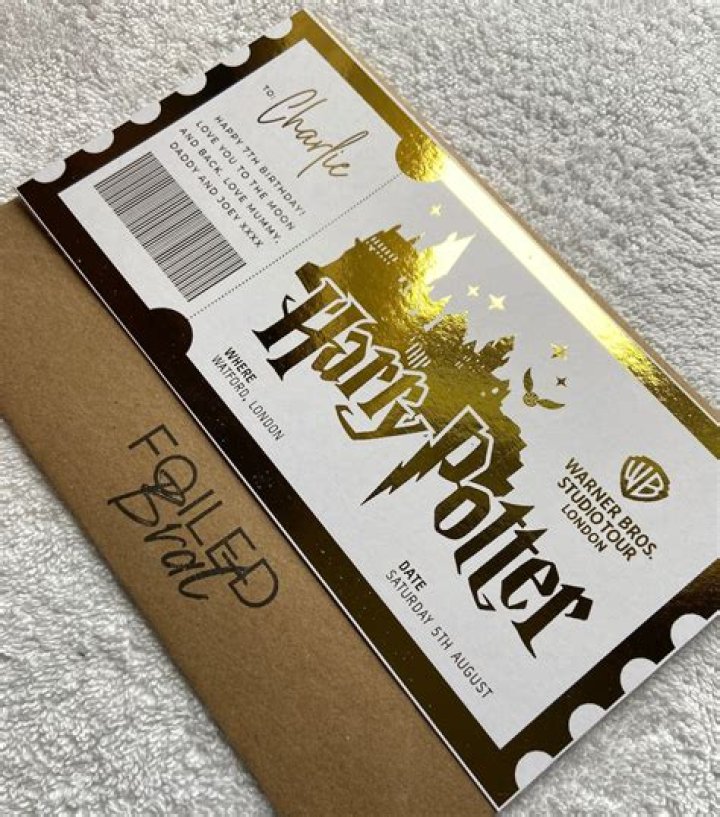 TO:
Charlie
HAPPY 7TH BIRTHDAY!
LOVE YOU TO THE MOON
AND BACK. LOVE MUMMY,
DADDY AND JOEY XXXX
Harry Potter
WHERE
WATFORD, LONDON
DATE
SATURDAY 5TH AUGUST
WB
WARNER BROS.
STUDIO TOUR
LONDON
FOILED
Brat